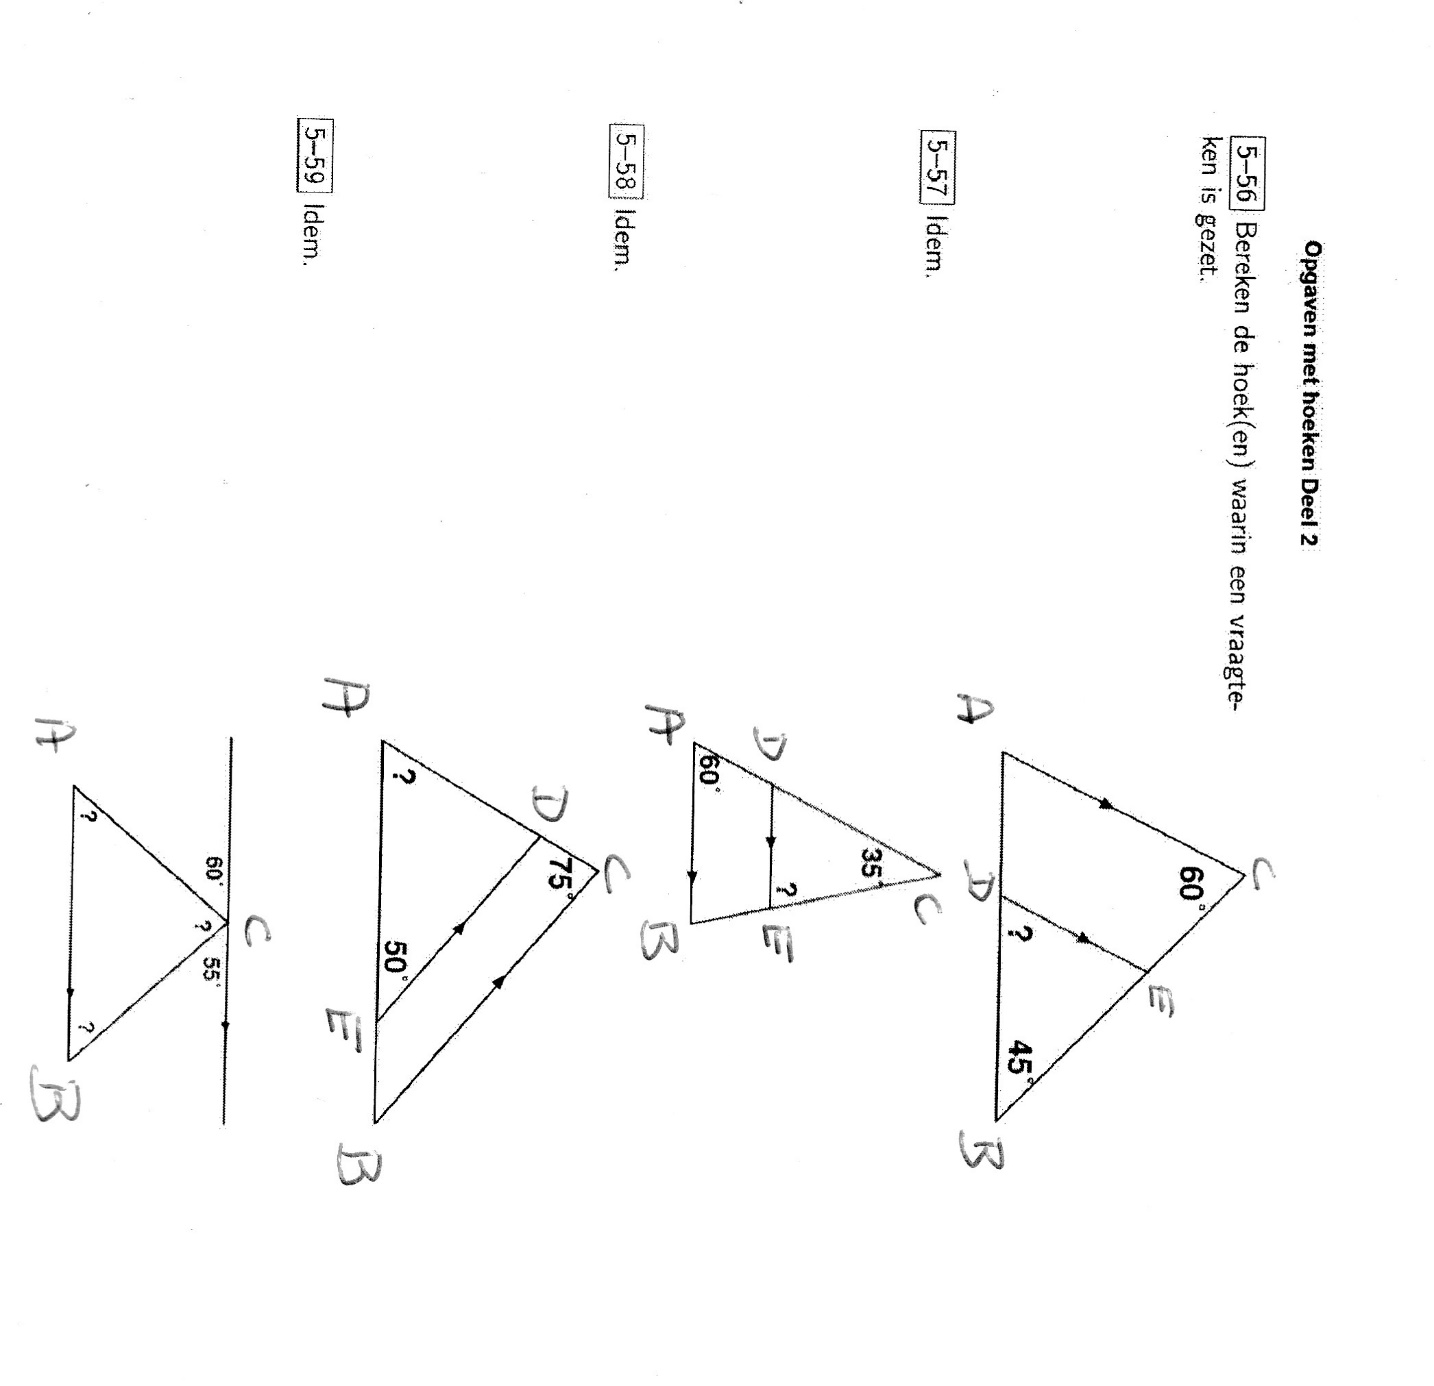 Opgaven met hoeken Deel 2
5–56 Bereken de hoek(en) waarin een vraagte-
ken is gezet.
A
C
60°
D
?
E
45°
B
5–57 Idem.
A
60°
D
35°
C
?
E
B
5–58 Idem.
A
?
D
C
75°
50°
E
B
5–59 Idem.
60°
C
?
55°
A
?
?
B